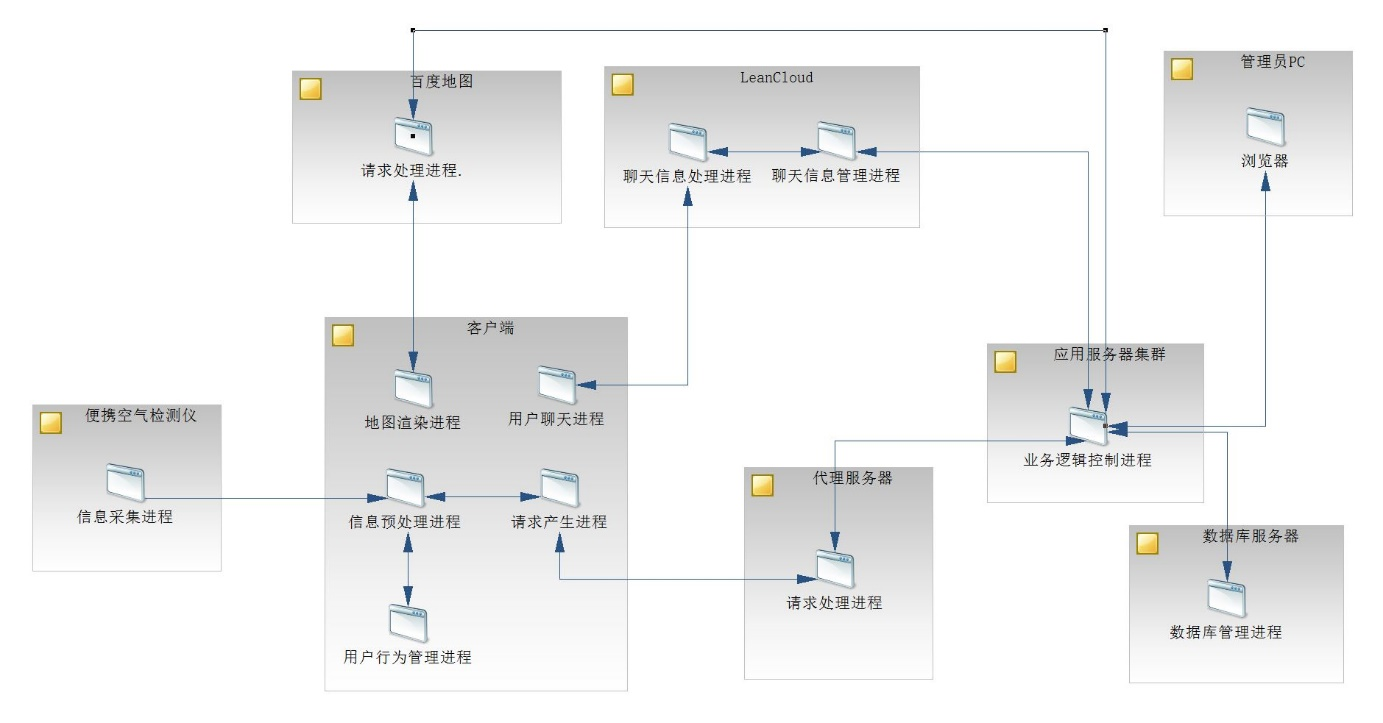 百度地图
请求处理进程.
LeanCloud
聊天信息处理进程
聊天信息管理进程
管理员PC
浏览器
客户端
地图渲染进程
用户聊天进程
信息预处理进程
请求产生进程
用户行为管理进程
便携空气检测仪
信息采集进程
代理服务器
请求处理进程
应用服务器集群
业务逻辑控制进程
数据库服务器
数据库管理进程